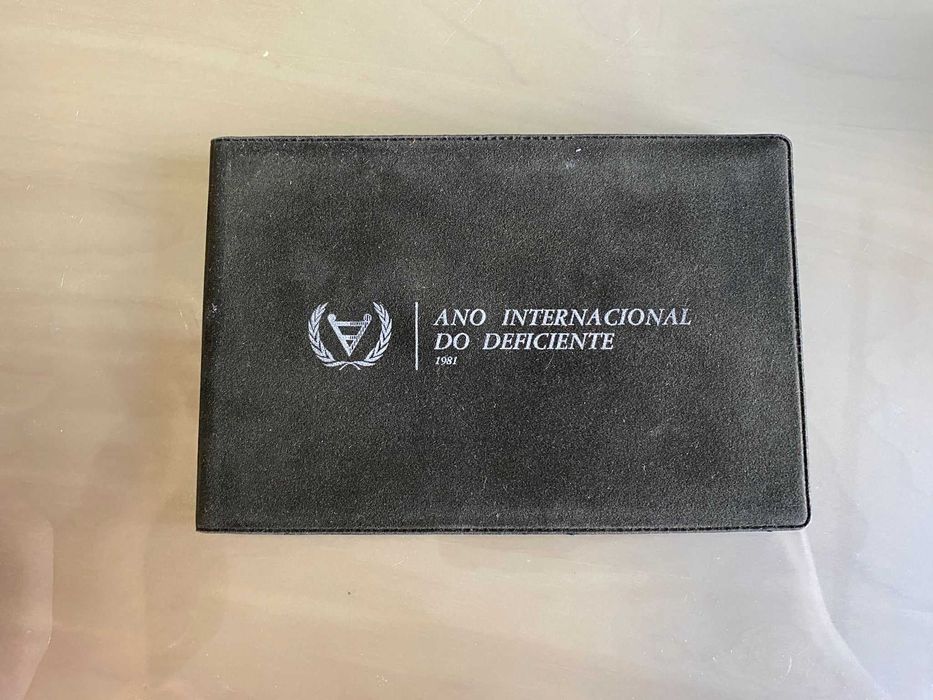 ANO INTERNACIONAL
DO DEFICIENTE
1981